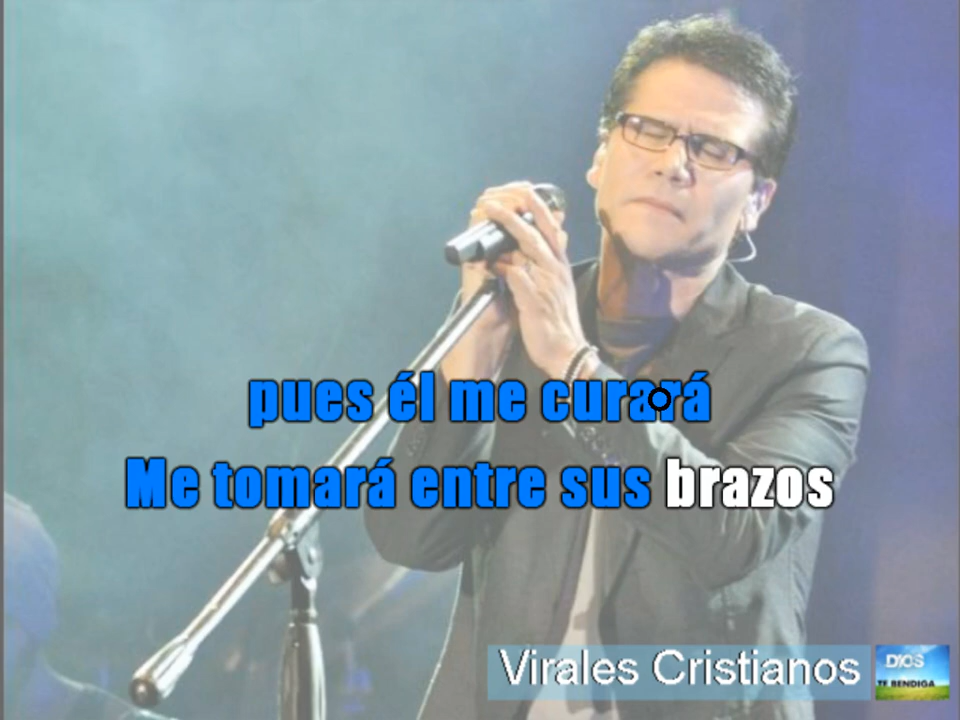 pues él me curará
Me tomará entre sus brazos
Virales Cristianos
DIOS
TE BENDIGA